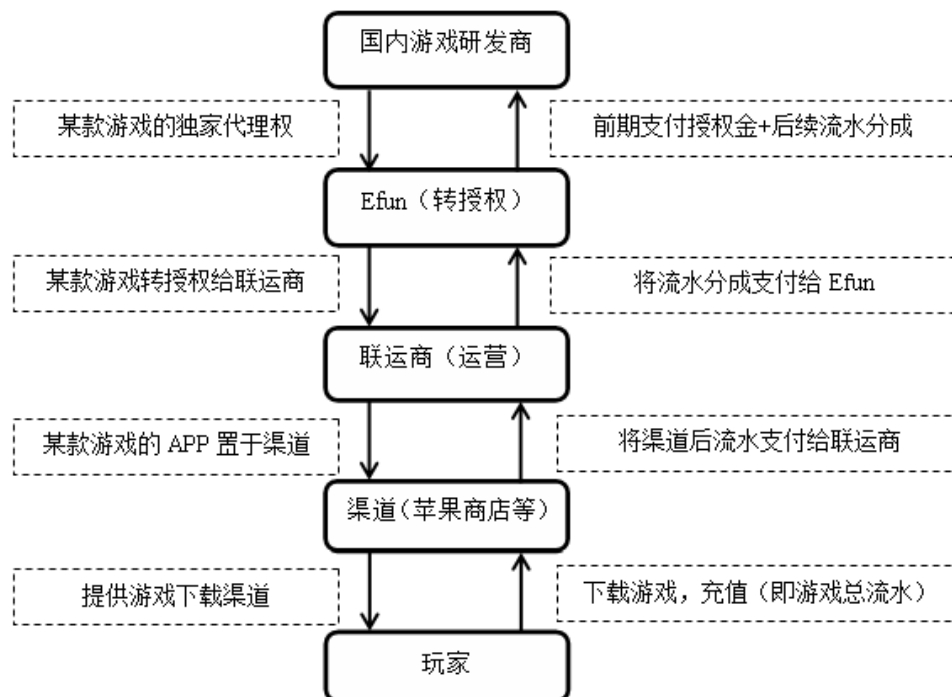 国内游戏研发商
某款游戏的独家代理权
前期支付授权金+后续流水分成
Efun（转授权）
某款游戏转授权给联运商
将流水分成支付给 Efun
联运商（运营）
某款游戏的 APP 置于渠道
将渠道后流水支付给联运商
渠道（苹果商店等）
提供游戏下载渠道
下载游戏，充值（即游戏总流水）
玩家